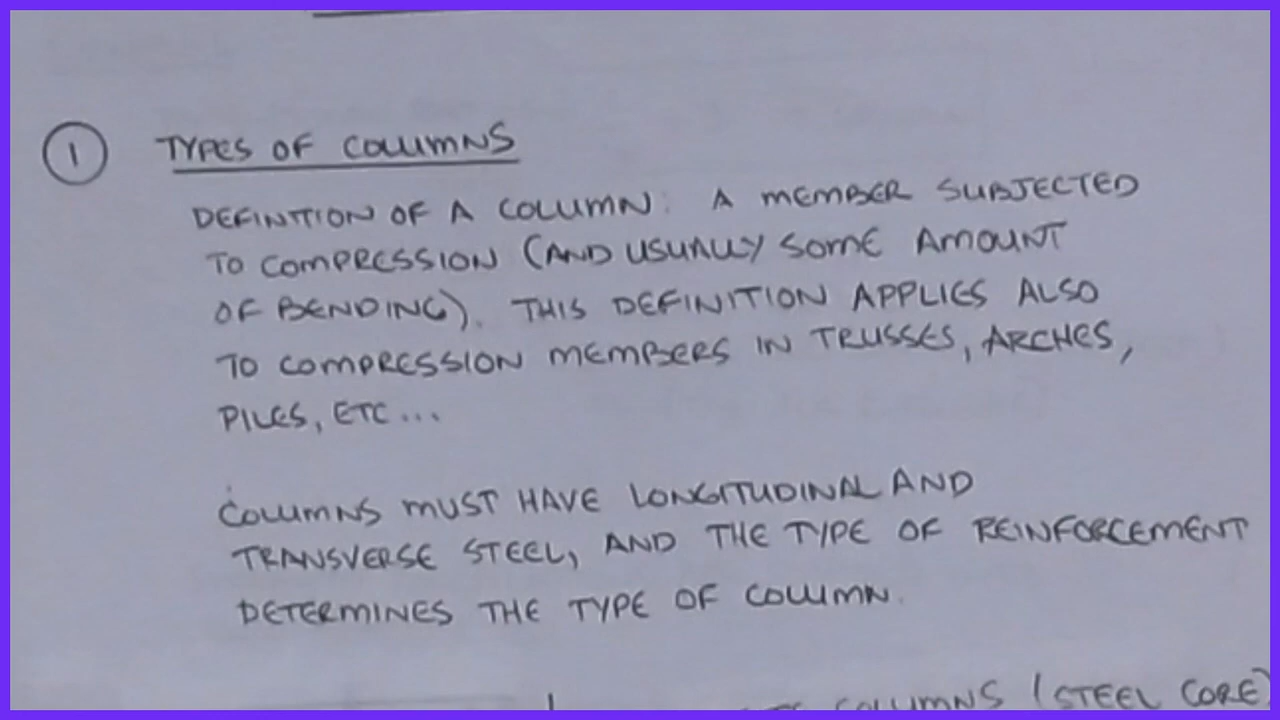 1 TYPES OF COLUMNS
DEFINITION OF A COLUMN: A MEMBER SUBJECTED
TO COMPRESSION (AND USUALLY SOME AMOUNT
OF BENDING). THIS DEFINITION APPLIES ALSO
TO COMPRESSION MEMBERS IN TRUSSES, ARCHES,
PILES, ETC...
COLUMNS MUST HAVE LONGITUDINAL AND
TRANSVERSE STEEL, AND THE TYPE OF REINFORCEMENT
DETERMINES THE TYPE OF COLUMN.
COLUMNS (STEEL CORE)